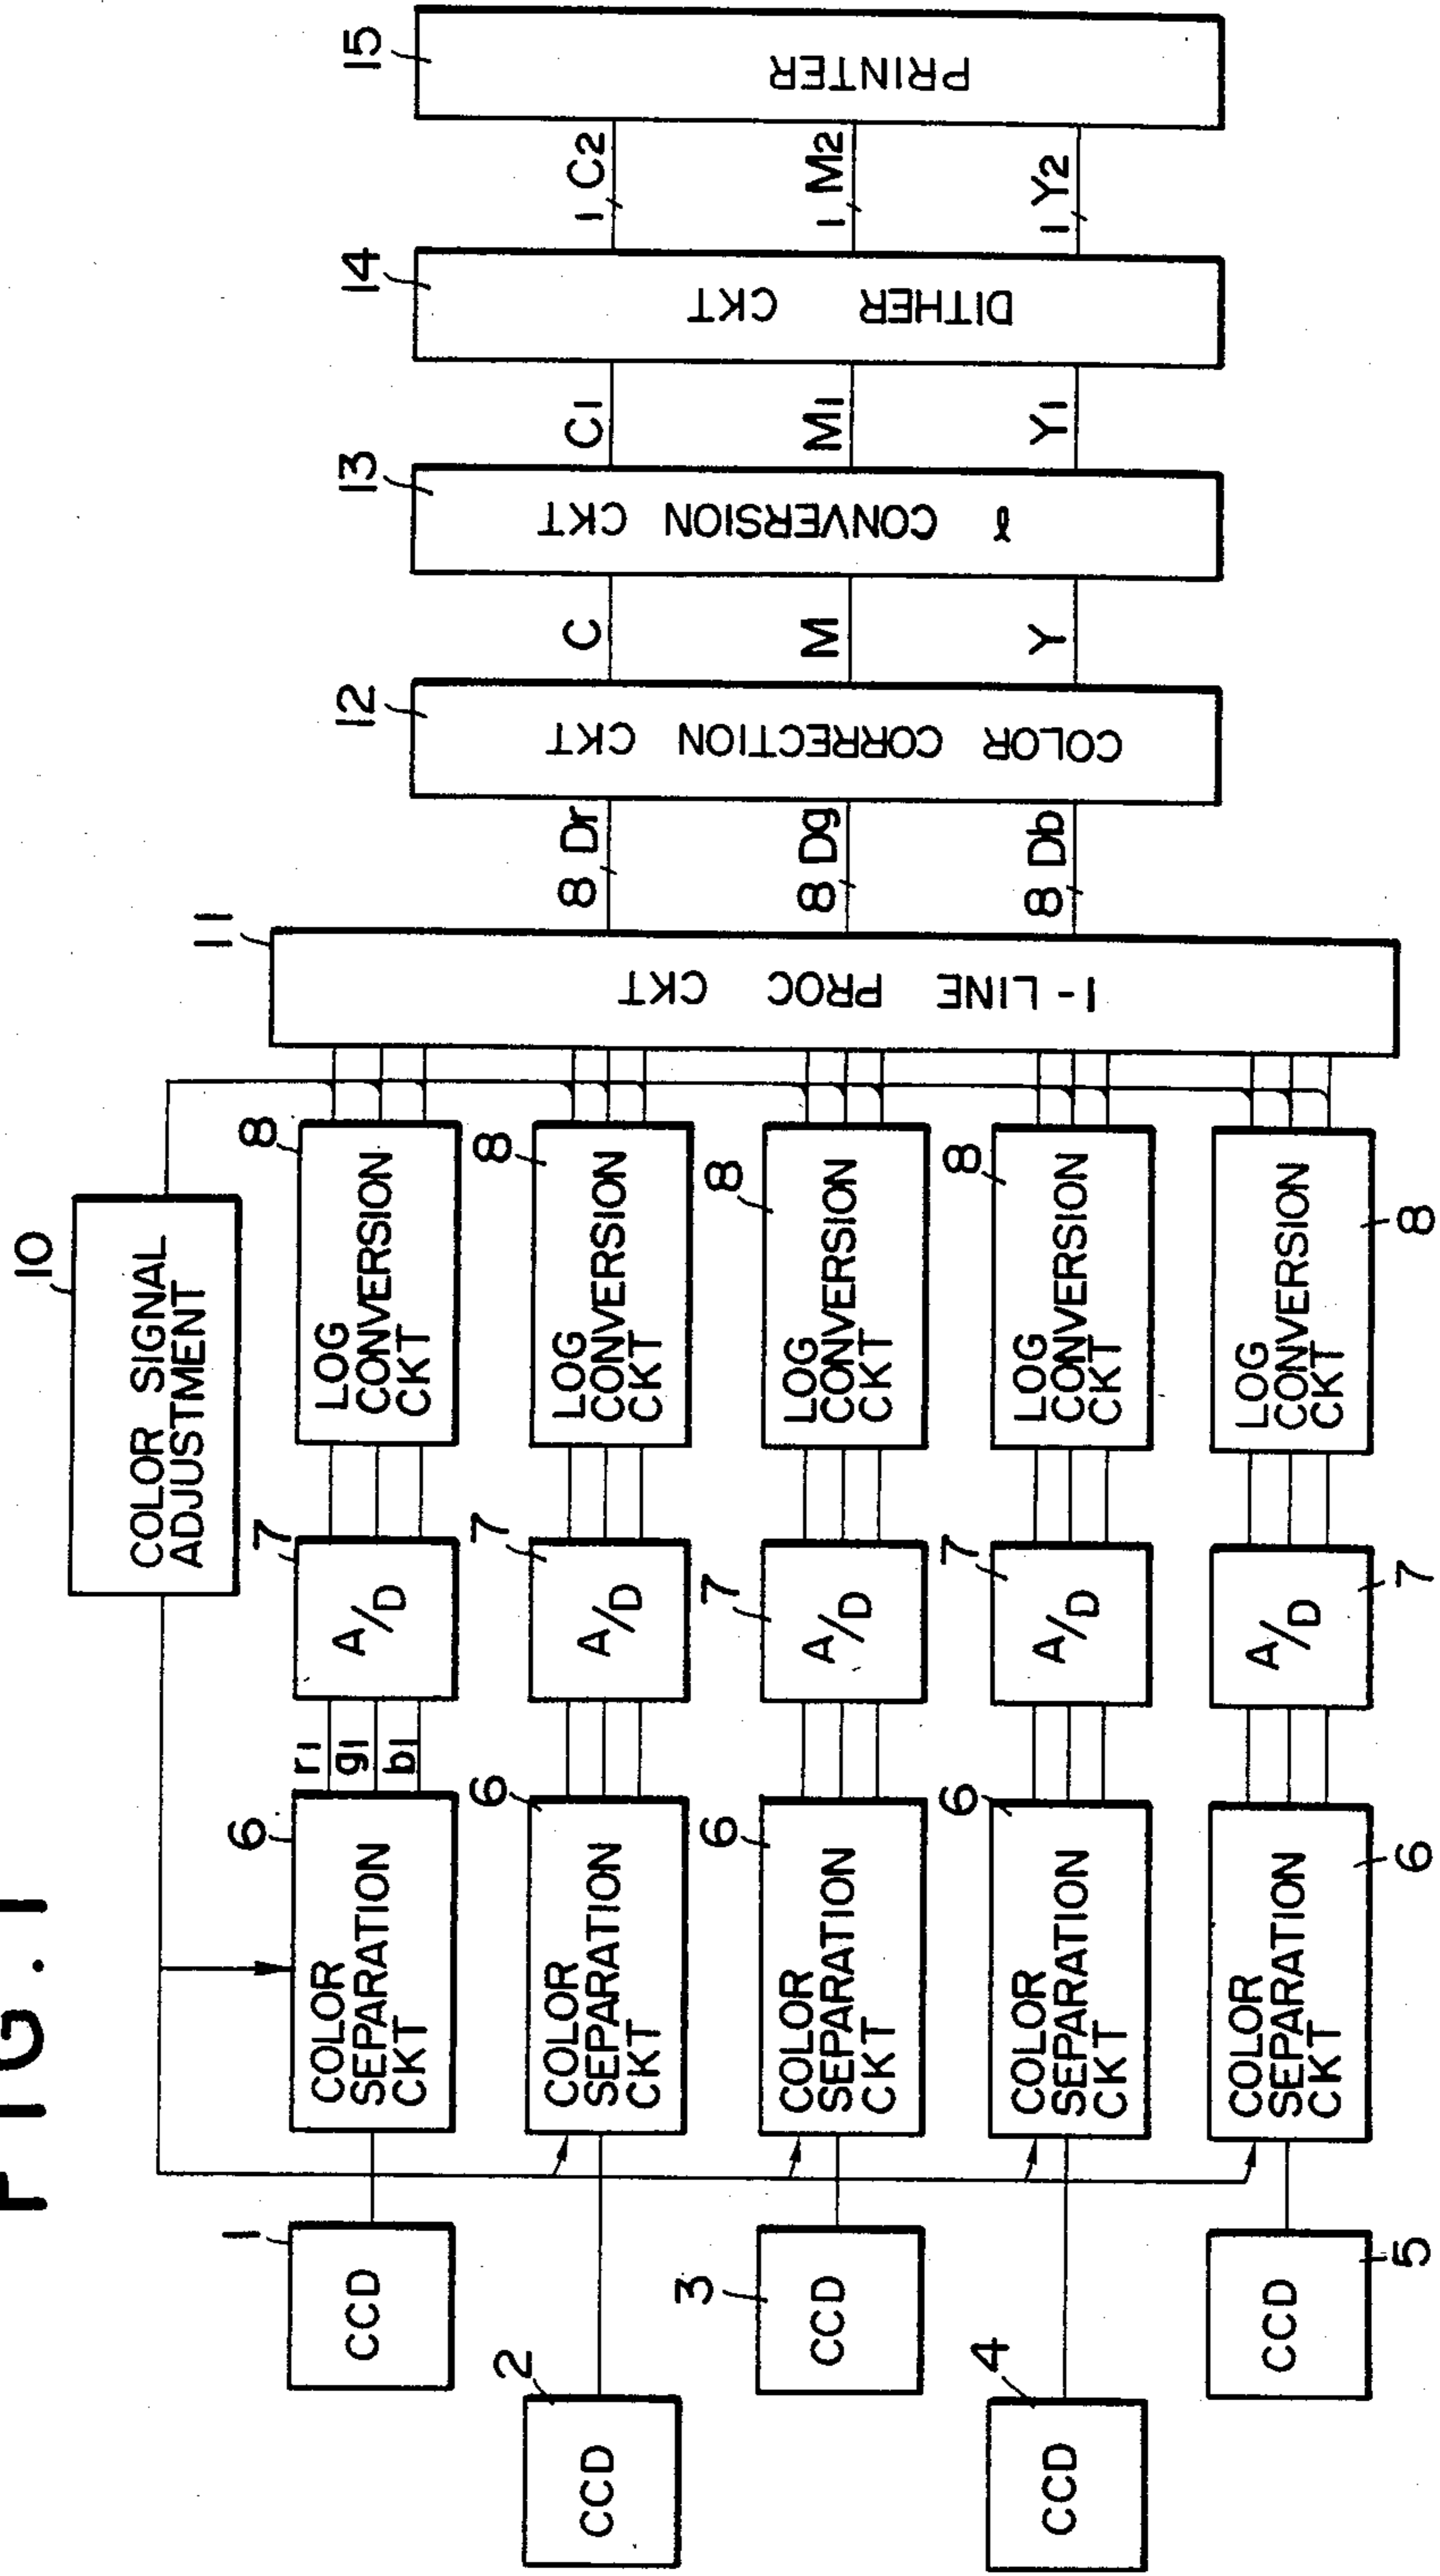 FIG. 1
10
COLOR SIGNAL
ADJUSTMENT
1
CCD
6
COLOR
SEPARATION
CKT
r1
g1
b1
7
A/D
8
LOG
CONVERSION
CKT
2
CCD
6
COLOR
SEPARATION
CKT
7
A/D
8
LOG
CONVERSION
CKT
3
CCD
6
COLOR
SEPARATION
CKT
7
A/D
8
LOG
CONVERSION
CKT
4
CCD
6
COLOR
SEPARATION
CKT
7
A/D
8
LOG
CONVERSION
CKT
5
CCD
6
COLOR
SEPARATION
CKT
7
A/D
8
LOG
CONVERSION
CKT
11
1-LINE PROC CKT
8 Dr
8 Dg
8 Db
12
COLOR CORRECTION CKT
C
M
Y
13
ℓ CONVERSION CKT
C1
M1
Y1
14
DITHER CKT
1 C2
1 M2
1 Y2
15
PRINTER